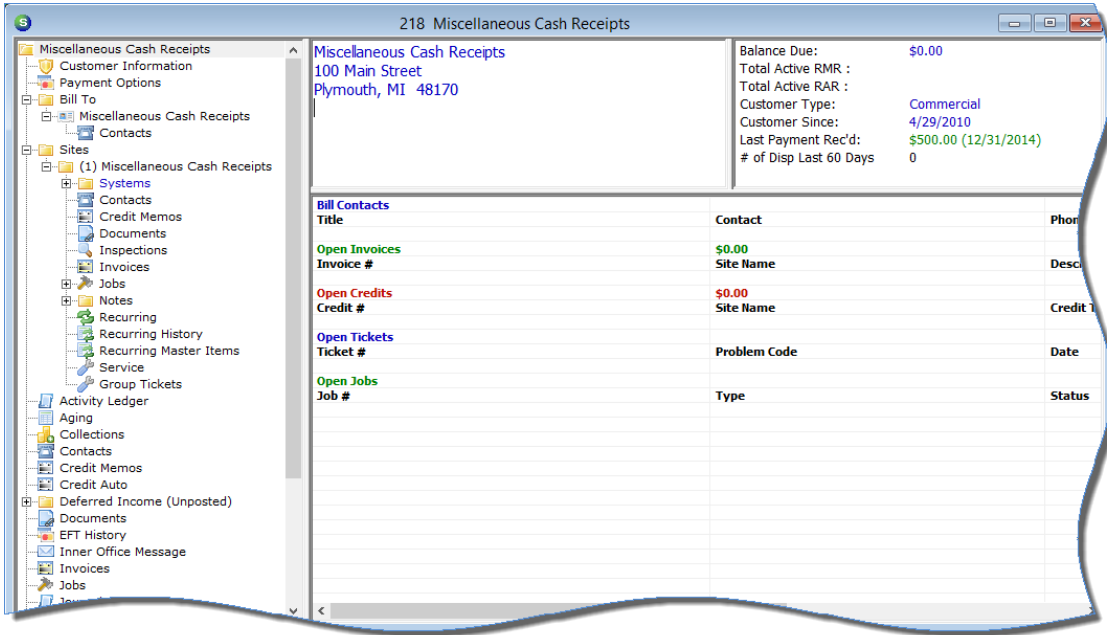 S
218 Miscellaneous Cash Receipts
Miscellaneous Cash Receipts
Customer Information
Payment Options
Bill To
Miscellaneous Cash Receipts
Contacts
Sites
(1) Miscellaneous Cash Receipts
Systems
Contacts
Credit Memos
Documents
Inspections
Invoices
Jobs
Notes
Recurring
Recurring History
Recurring Master Items
Service
Group Tickets
Activity Ledger
Aging
Collections
Contacts
Credit Memos
Credit Auto
Deferred Income (Unposted)
Documents
EFT History
Inner Office Message
Invoices
Jobs
Miscellaneous Cash Receipts
100 Main Street
Plymouth, MI 48170
Balance Due: $0.00
Total Active RMR :
Total Active RAR :
Customer Type: Commercial
Customer Since: 4/29/2010
Last Payment Rec'd: $500.00 (12/31/2014)
# of Disp Last 60 Days 0
Bill Contacts
Title Contact Phon
Open Invoices $0.00
Invoice # Site Name Desc
Open Credits $0.00
Credit # Site Name Credit T
Open Tickets
Ticket # Problem Code Date
Open Jobs
Job # Type Status